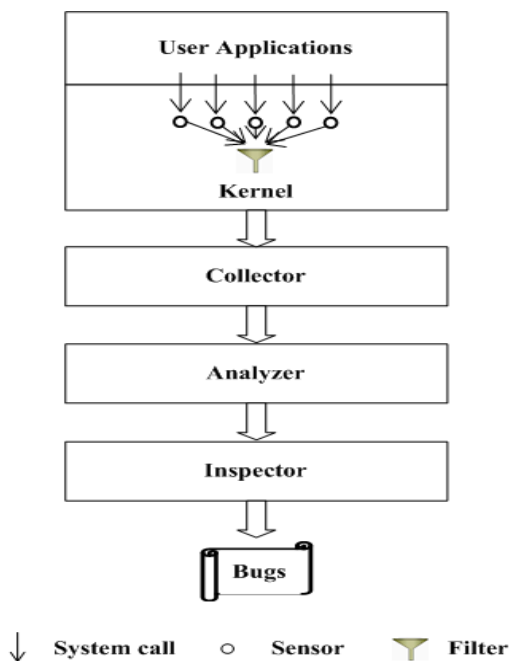 User Applications
Kernel
Collector
Analyzer
Inspector
Bugs
System call Sensor Filter